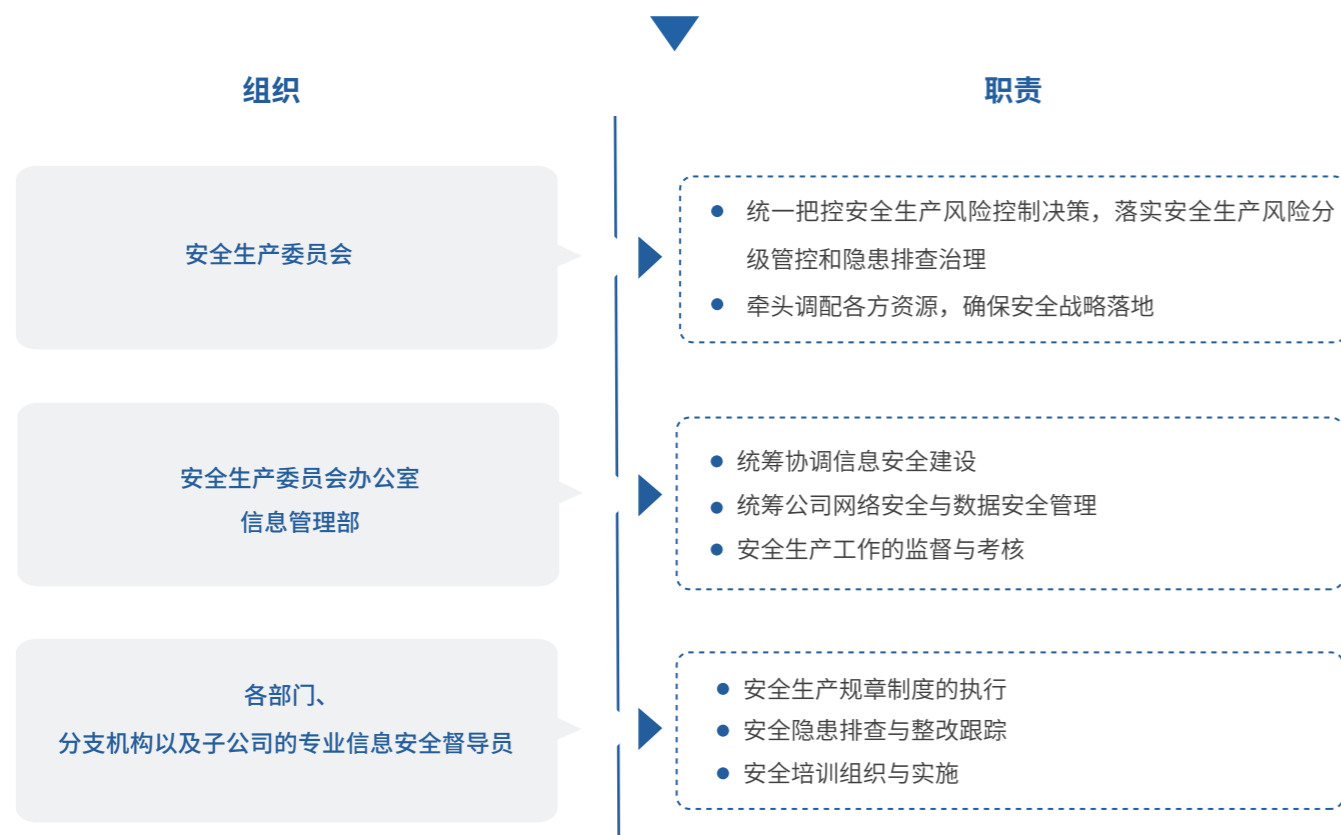 组织
职责
安全生产委员会
统一把控安全生产风险控制决策，落实安全生产风险分
级管控和隐患排查治理
牵头调配各方资源，确保安全战略落地
安全生产委员会办公室
信息管理部
统筹协调信息安全建设
统筹公司网络安全与数据安全管理
安全生产工作的监督与考核
各部门、
分支机构以及子公司的专业信息安全督导员
安全生产规章制度的执行
安全隐患排查与整改跟踪
安全培训组织与实施